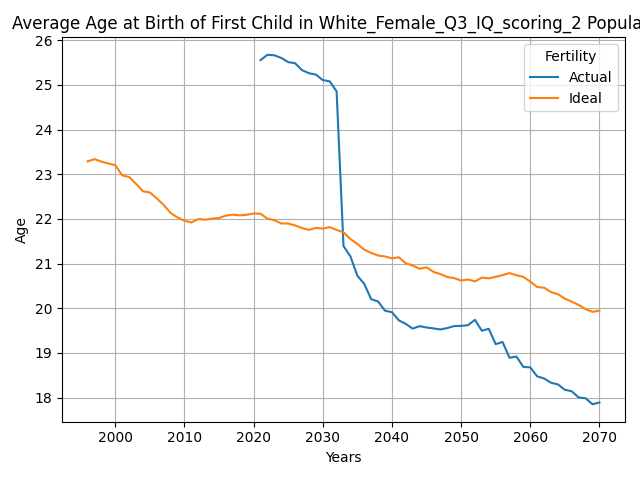 Average Age at Birth of First Child in White_Female_Q3_IQ_scoring_2 Popula
26
25
24
23
22
21
20
19
18
Age
Fertility
Actual
Ideal
2000 2010 2020 2030 2040 2050 2060 2070
Years